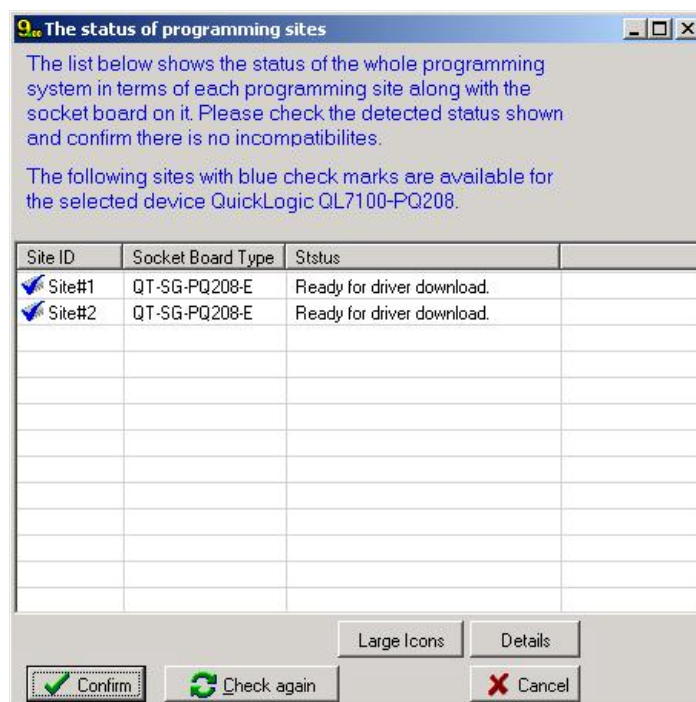 The status of programming sites
The list below shows the status of the whole programming
system in terms of each programming site along with the
socket board on it. Please check the detected status shown
and confirm there is no incompatibilites.
The following sites with blue check marks are available for
the selected device QuickLogic QL7100-PQ208.
Site ID Socket Board Type Ststus
Site#1 QT-SG-PQ208-E Ready for driver download.
Site#2 QT-SG-PQ208-E Ready for driver download.
Large Icons Details
Confirm Check again Cancel